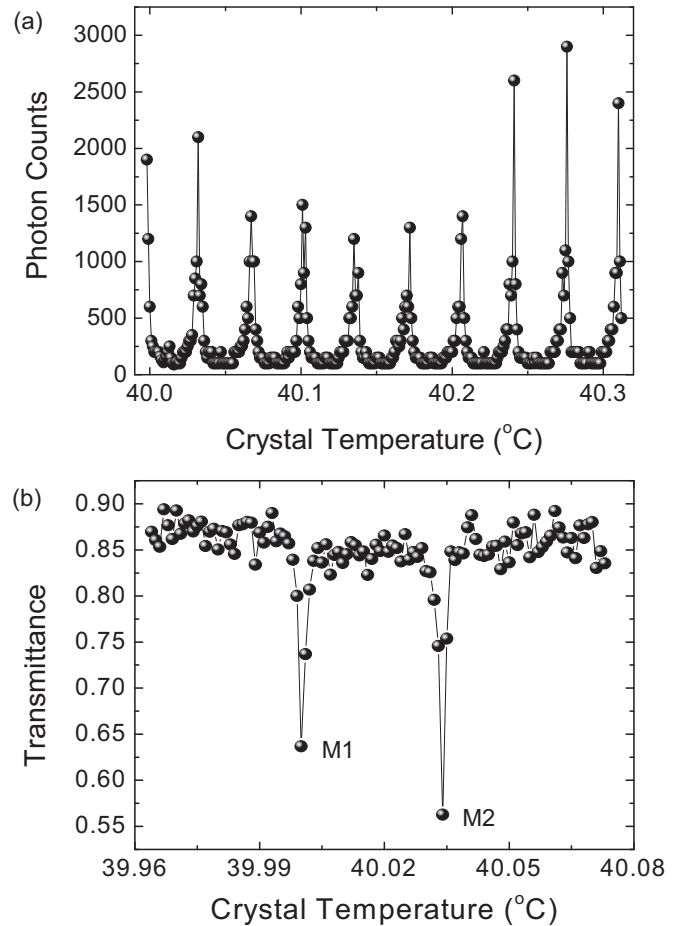 (a)
3000
2500
2000
1500
1000
500
0
Photon Counts
40.0 40.1 40.2 40.3
Crystal Temperature (°C)
(b)
0.90
0.85
0.80
0.75
0.70
0.65
0.60
0.55
Transmittance
M1
M2
39.96 39.99 40.02 40.05 40.08
Crystal Temperature (°C)